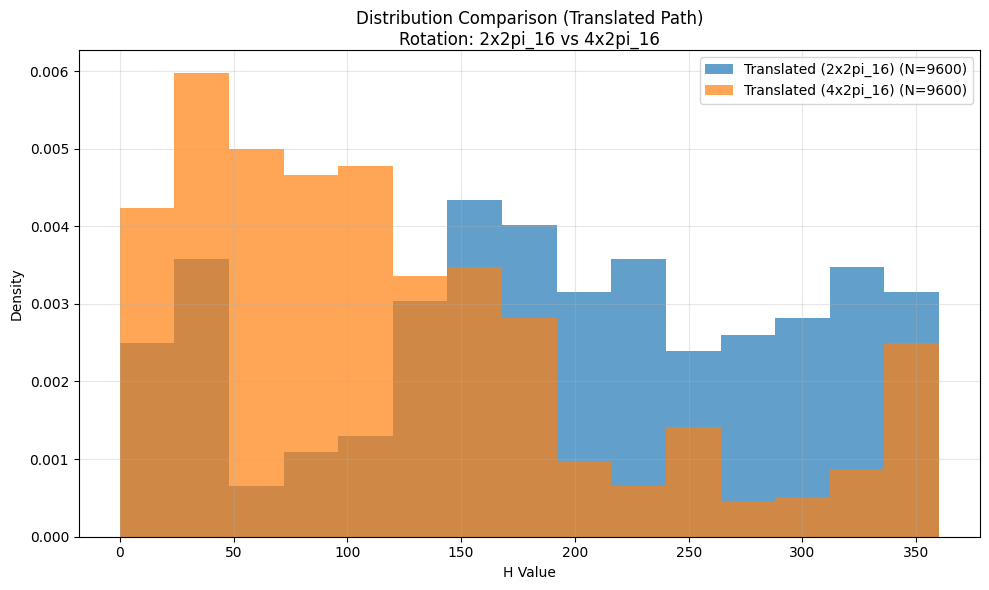 Distribution Comparison (Translated Path)
Rotation: 2x2pi_16 vs 4x2pi_16
Translated (2x2pi_16) (N=9600)
Translated (4x2pi_16) (N=9600)
0.006
0.005
0.004
0.003
0.002
0.001
0.000
Density
0 50 100 150 200 250 300 350
H Value